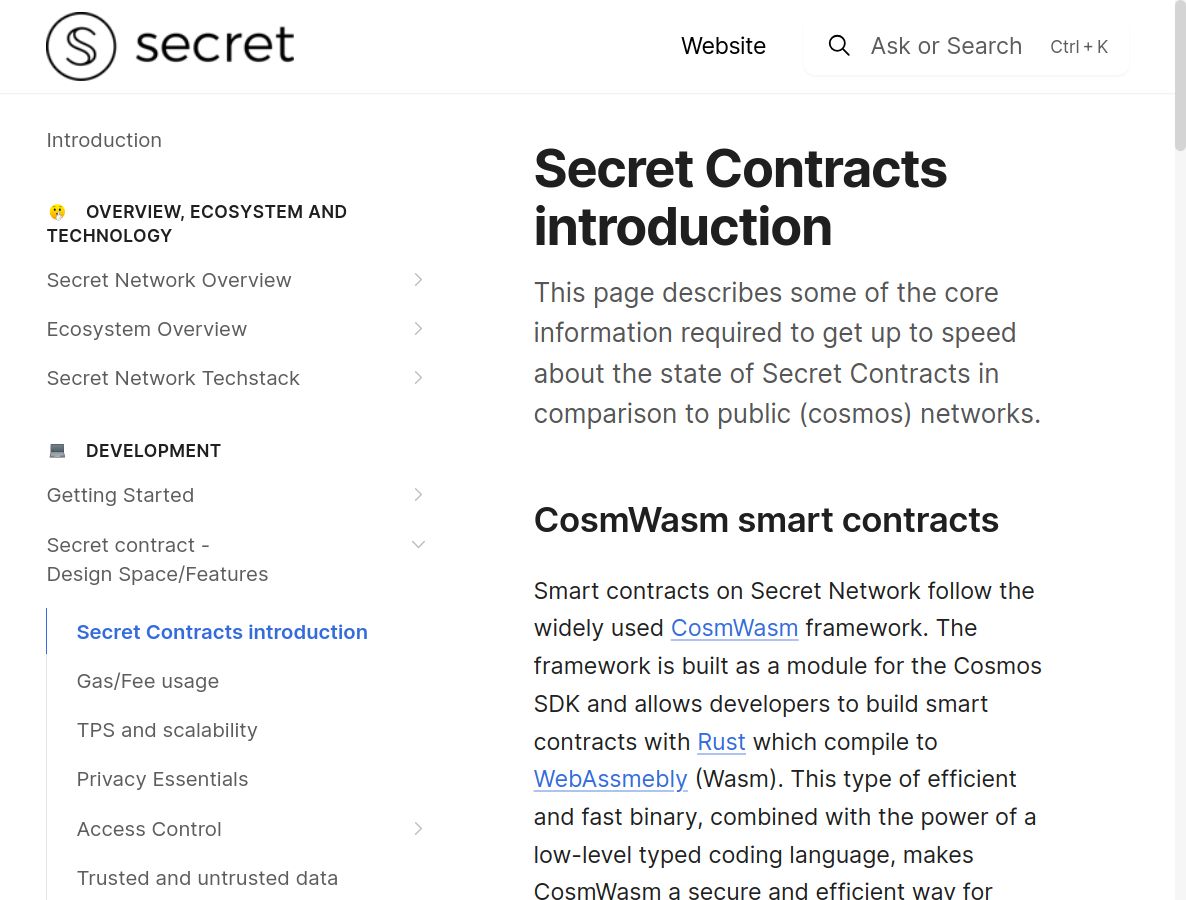 secret
Website
Ask or Search
Ctrl + K
Introduction
OVERVIEW, ECOSYSTEM AND
TECHNOLOGY
Secret Network Overview
Ecosystem Overview
Secret Network Techstack
DEVELOPMENT
Getting Started
Secret contract -
Design Space/Features
Secret Contracts introduction
Gas/Fee usage
TPS and scalability
Privacy Essentials
Access Control
Trusted and untrusted data
Secret Contracts
introduction
This page describes some of the core
information required to get up to speed
about the state of Secret Contracts in
comparison to public (cosmos) networks.
CosmWasm smart contracts
Smart contracts on Secret Network follow the
widely used CosmWasm framework. The
framework is built as a module for the Cosmos
SDK and allows developers to build smart
contracts with Rust which compile to
WebAssmebly (Wasm). This type of efficient
and fast binary, combined with the power of a
low-level typed coding language, makes
CosmWasm a secure and efficient way for